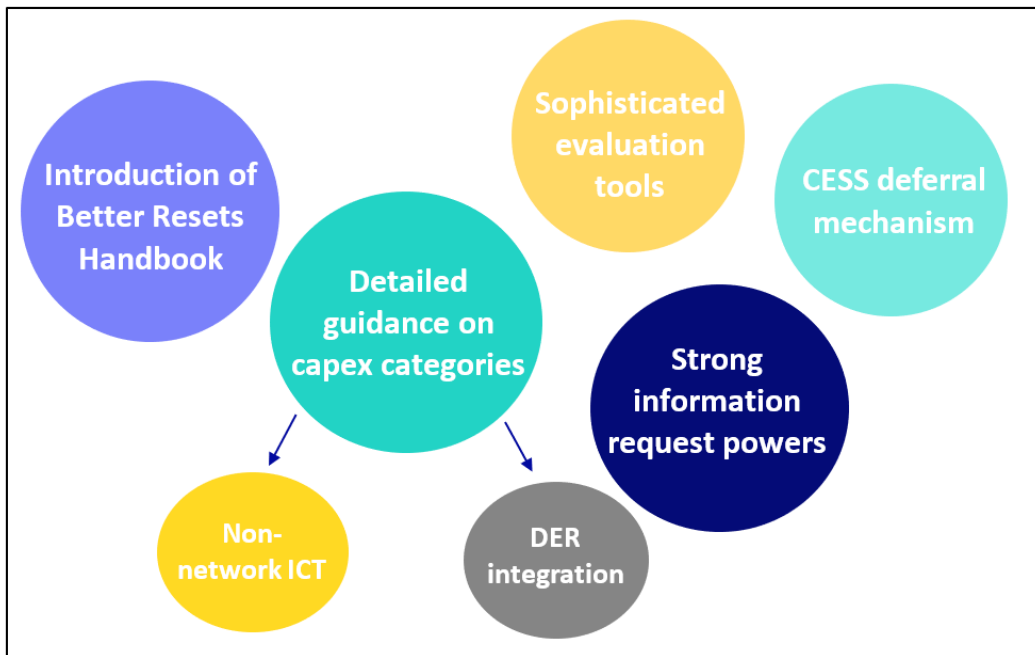 Introduction of
Better Resets
Handbook
Detailed
guidance on
capex categories
Sophisticated
evaluation
tools
CESS deferral
mechanism
Strong
information
request powers
Non-
network ICT
DER
integration